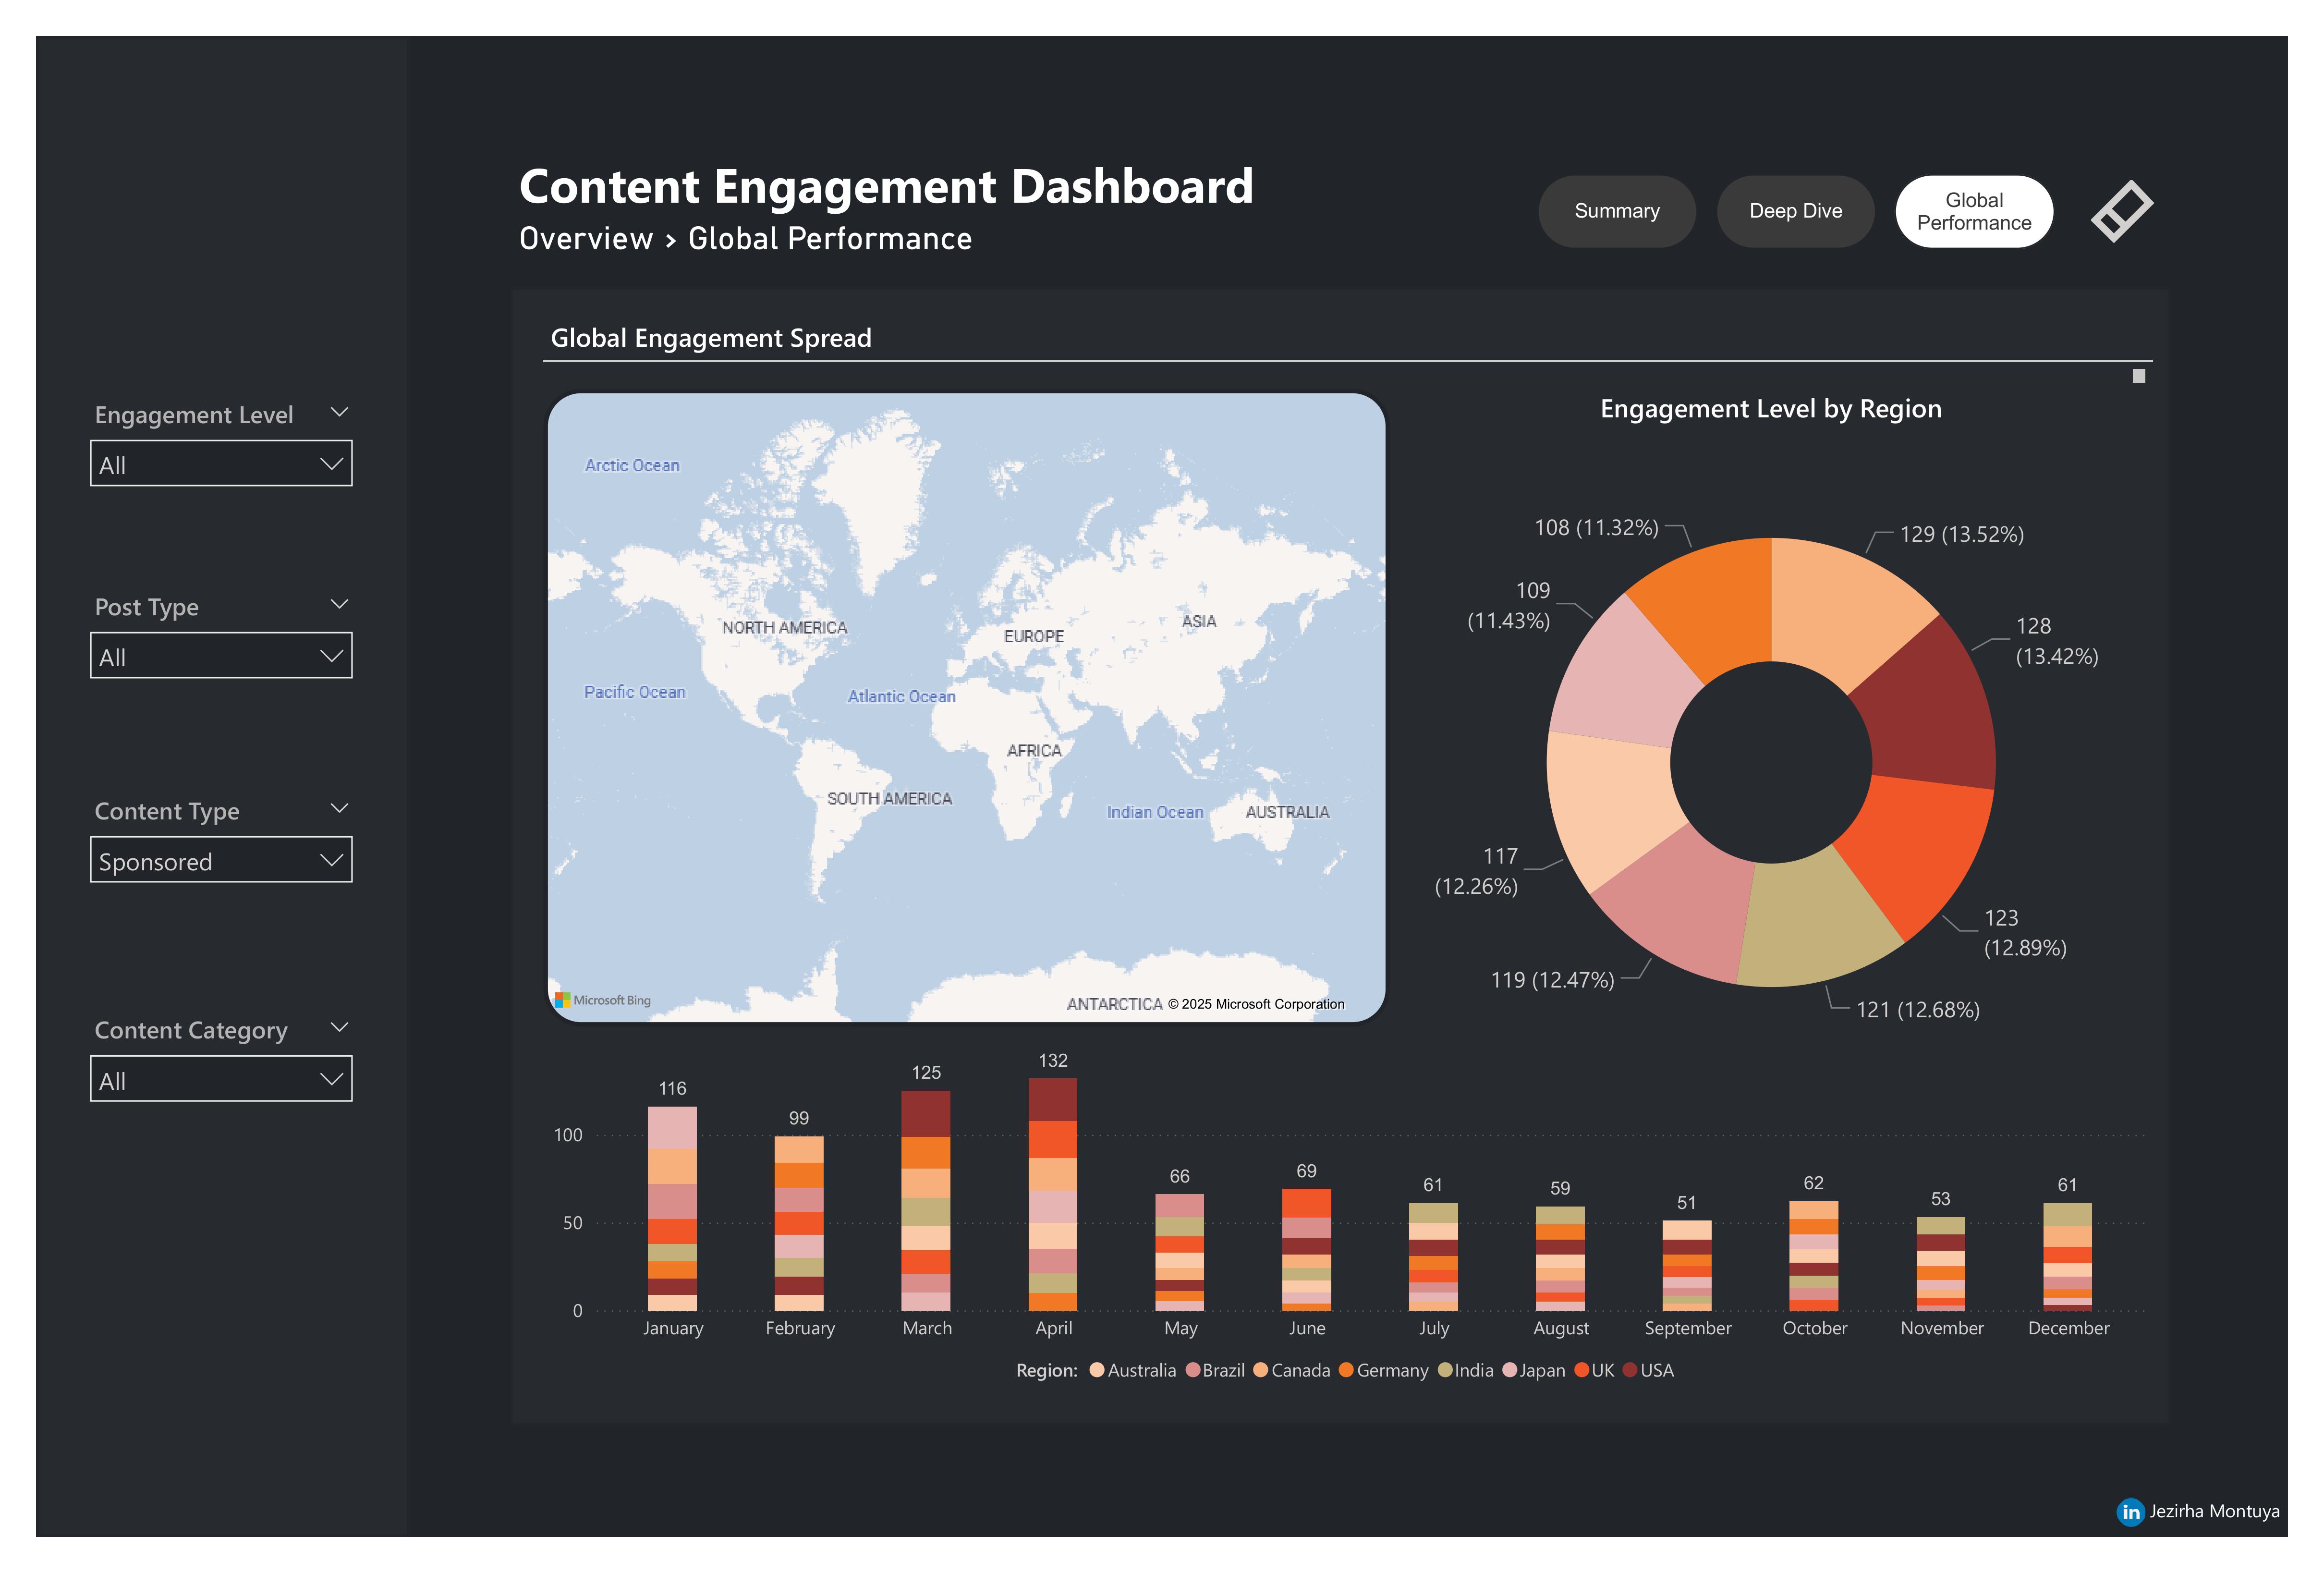 Content Engagement Dashboard
Overview > Global Performance
Summary
Deep Dive
Global
Performance
Engagement Level
All
Post Type
All
Content Type
Sponsored
Content Category
All
Global Engagement Spread
Arctic Ocean
NORTH AMERICA
EUROPE
ASIA
Pacific Ocean
Atlantic Ocean
AFRICA
SOUTH AMERICA
Indian Ocean
AUSTRALIA
Microsoft Bing
ANTARCTICA
© 2025 Microsoft Corporation
Engagement Level by Region
108 (11.32%)
129 (13.52%)
109
(11.43%)
128
(13.42%)
117
(12.26%)
123
(12.89%)
119 (12.47%)
121 (12.68%)
116
99
125
132
66
69
61
59
51
62
53
61
100
50
0
January
February
March
April
May
June
July
August
September
October
November
December
Region: Australia Brazil Canada Germany India Japan UK USA
in Jezirha Montuya